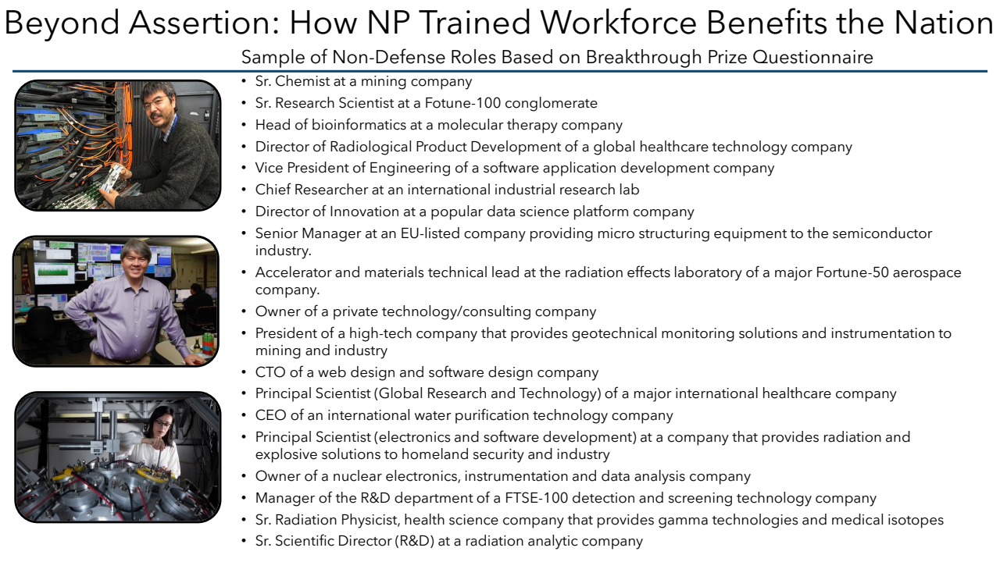 Beyond Assertion: How NP Trained Workforce Benefits the Nation
Sample of Non-Defense Roles Based on Breakthrough Prize Questionnaire
• Sr. Chemist at a mining company
• Sr. Research Scientist at a Fotune-100 conglomerate
• Head of bioinformatics at a molecular therapy company
• Director of Radiological Product Development of a global healthcare technology company
• Vice President of Engineering of a software application development company
• Chief Researcher at an international industrial research lab
• Director of Innovation at a popular data science platform company
• Senior Manager at an EU-listed company providing micro structuring equipment to the semiconductor
industry.
• Accelerator and materials technical lead at the radiation effects laboratory of a major Fortune-50 aerospace
company.
• Owner of a private technology/consulting company
• President of a high-tech company that provides geotechnical monitoring solutions and instrumentation to
mining and industry
• CTO of a web design and software design company
• Principal Scientist (Global Research and Technology) of a major international healthcare company
• CEO of an international water purification technology company
• Principal Scientist (electronics and software development) at a company that provides radiation and
explosive solutions to homeland security and industry
• Owner of a nuclear electronics, instrumentation and data analysis company
• Manager of the R&D department of a FTSE-100 detection and screening technology company
• Sr. Radiation Physicist, health science company that provides gamma technologies and medical isotopes
• Sr. Scientific Director (R&D) at a radiation analytic company